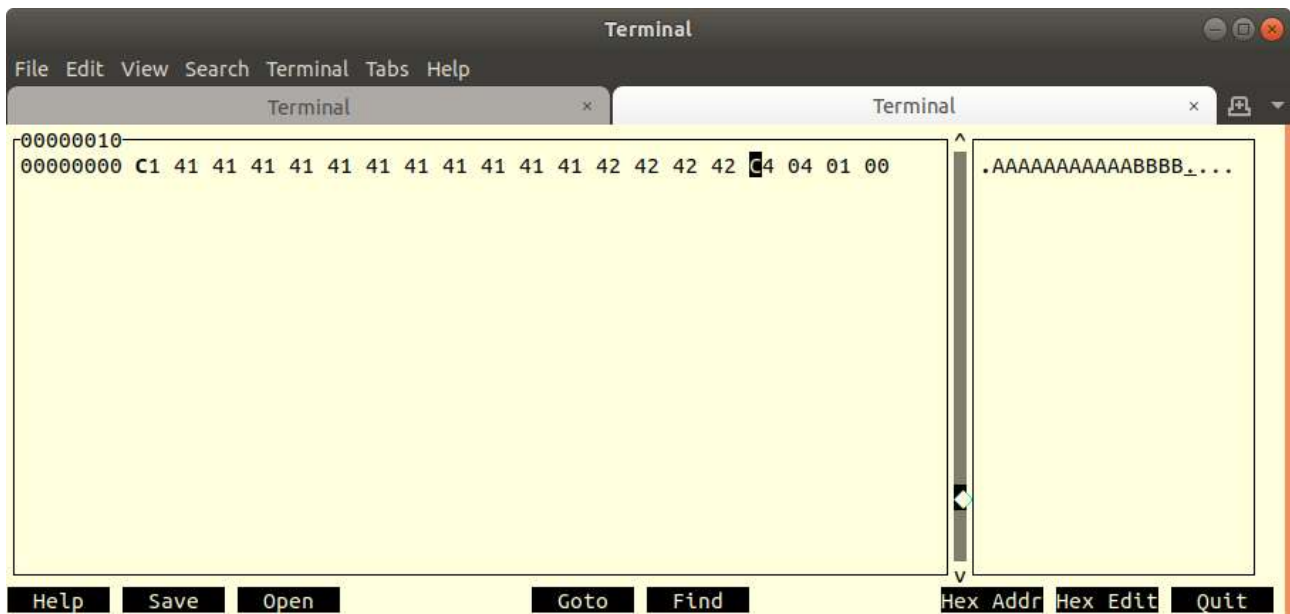 Terminal
File Edit View Search Terminal Tabs Help
Terminal × Terminal ×
00000010
00000000 C1 41 41 41 41 41 41 41 41 41 41 41 42 42 42 42 C4 04 01 00 .AAAAAAAAAAABBBB....
Help Save Open Goto Find Hex Addr Hex Edit Quit